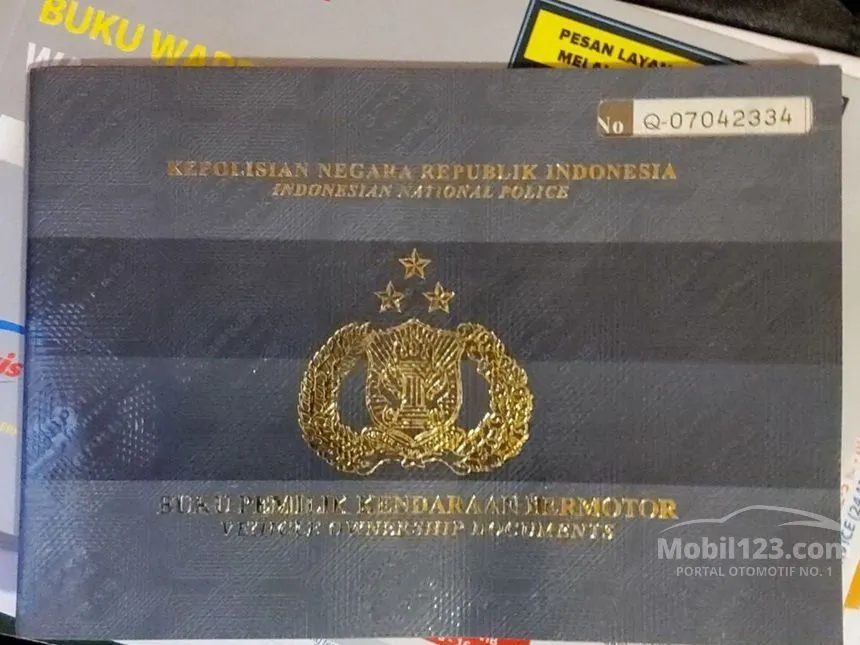 BUKU
PESAN LAYAN
No Q-07042334
KEPOLISIAN NEGARA REPUBLIK INDONESIA
INDONESIAN NATIONAL POLICE
BUKU PEMILIK KENDARAAN BERMOTOR
VEHICLE OWNERSHIP DOCUMENTS
Mobil123.com
PORTAL OTOMOTIF NO. 1